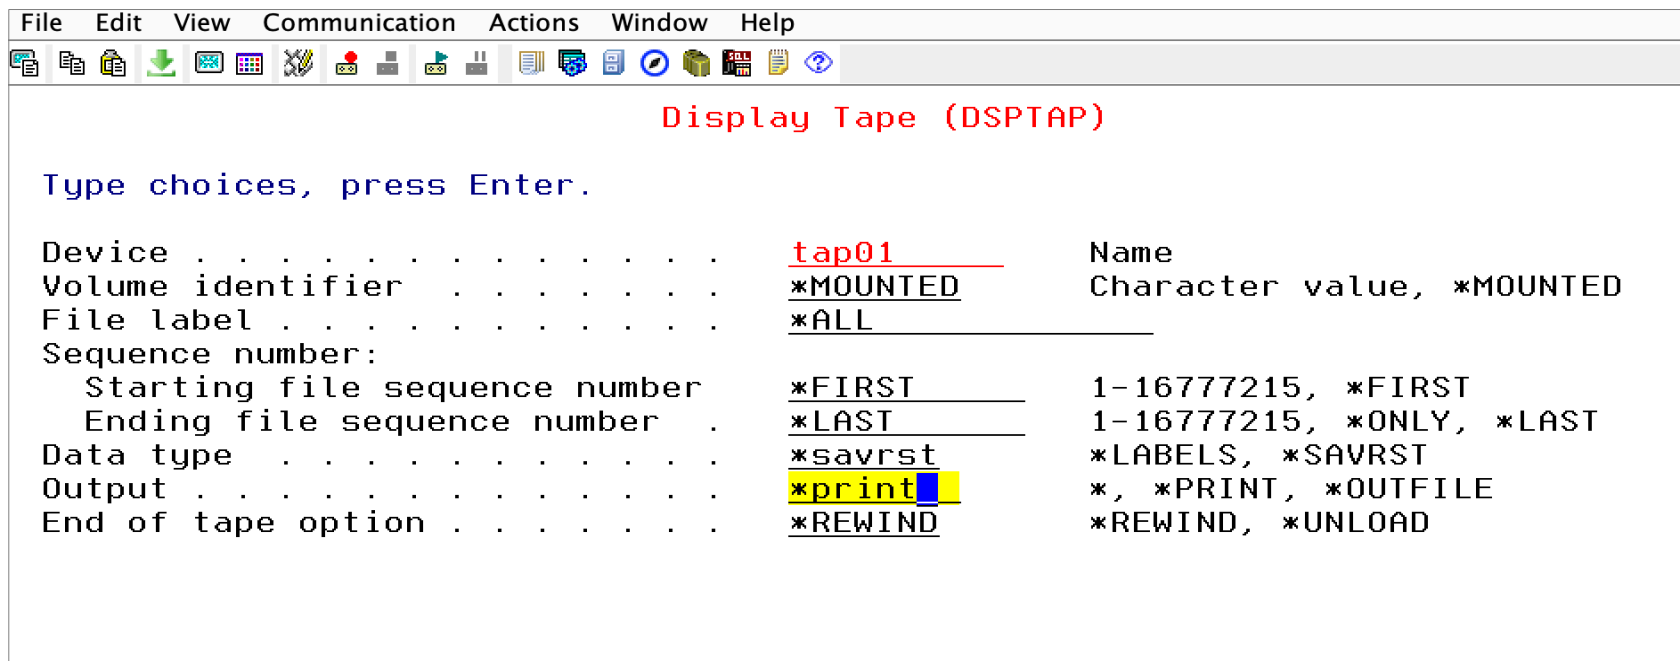 File Edit View Communication Actions Window Help
SQL
Display Tape (DSPTAP)
Type choices, press Enter.
Device . . . . . . . . . . . . . tap01 Name
Volume identifier . . . . . . . *MOUNTED Character value, *MOUNTED
File label . . . . . . . . . . . *ALL
Sequence number:
Starting file sequence number *FIRST 1-16777215, *FIRST
Ending file sequence number . *LAST 1-16777215, *ONLY, *LAST
Data type . . . . . . . . . . . *savrst *LABELS, *SAVRST
Output . . . . . . . . . . . . . *print *, *PRINT, *OUTFILE
End of tape option . . . . . . . *REWIND *REWIND, *UNLOAD